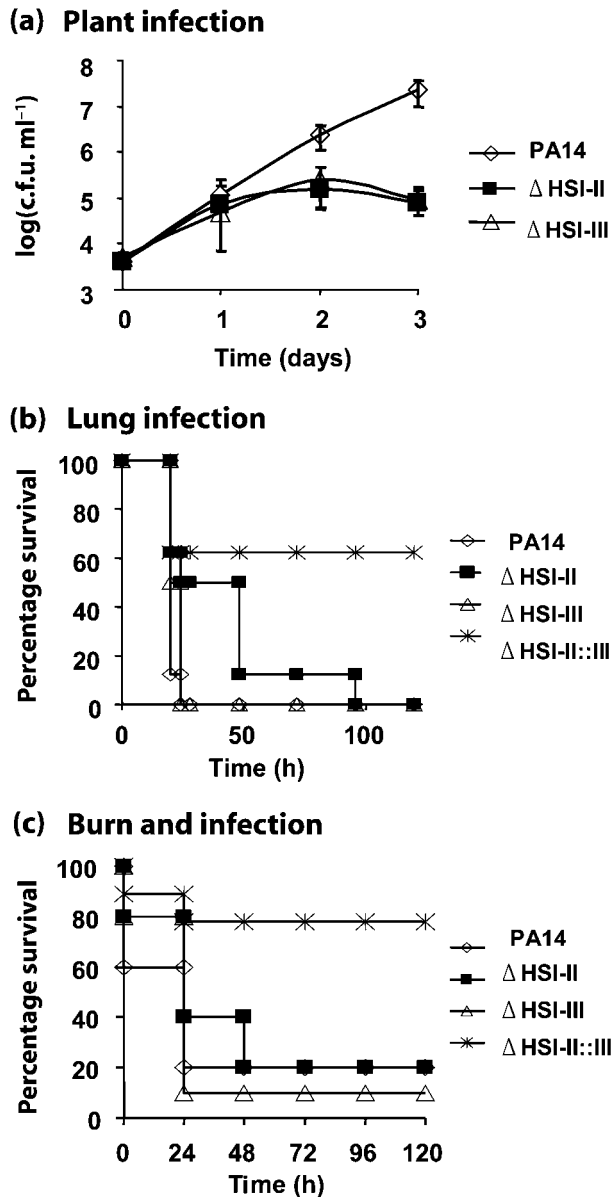 (a) Plant infection
log(c.f.u. ml⁻¹)
8
7
6
5
4
3
0 1 2 3
Time (days)
PA14
Δ HSI-II
Δ HSI-III
(b) Lung infection
Percentage survival
100
80
60
40
20
0
0 50 100
Time (h)
PA14
Δ HSI-II
Δ HSI-III
Δ HSI-II::III
(c) Burn and infection
Percentage survival
100
80
60
40
20
0
0 24 48 72 96 120
Time (h)
PA14
Δ HSI-II
Δ HSI-III
Δ HSI-II::III